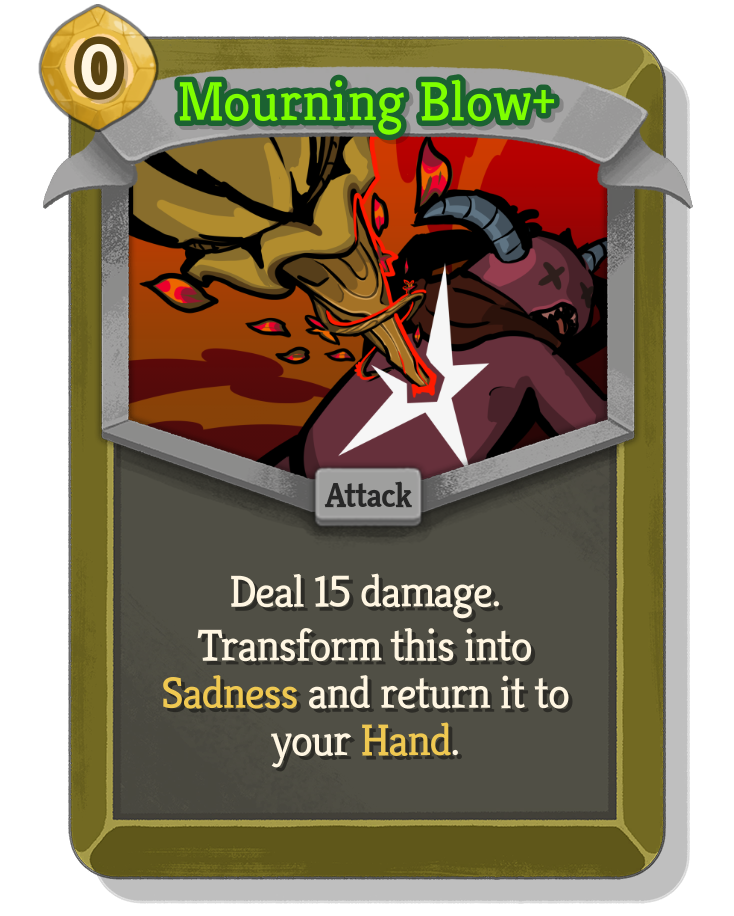 0
Mourning Blow+
Attack
Deal 15 damage.
Transform this into
Sadness and return it to
your Hand.